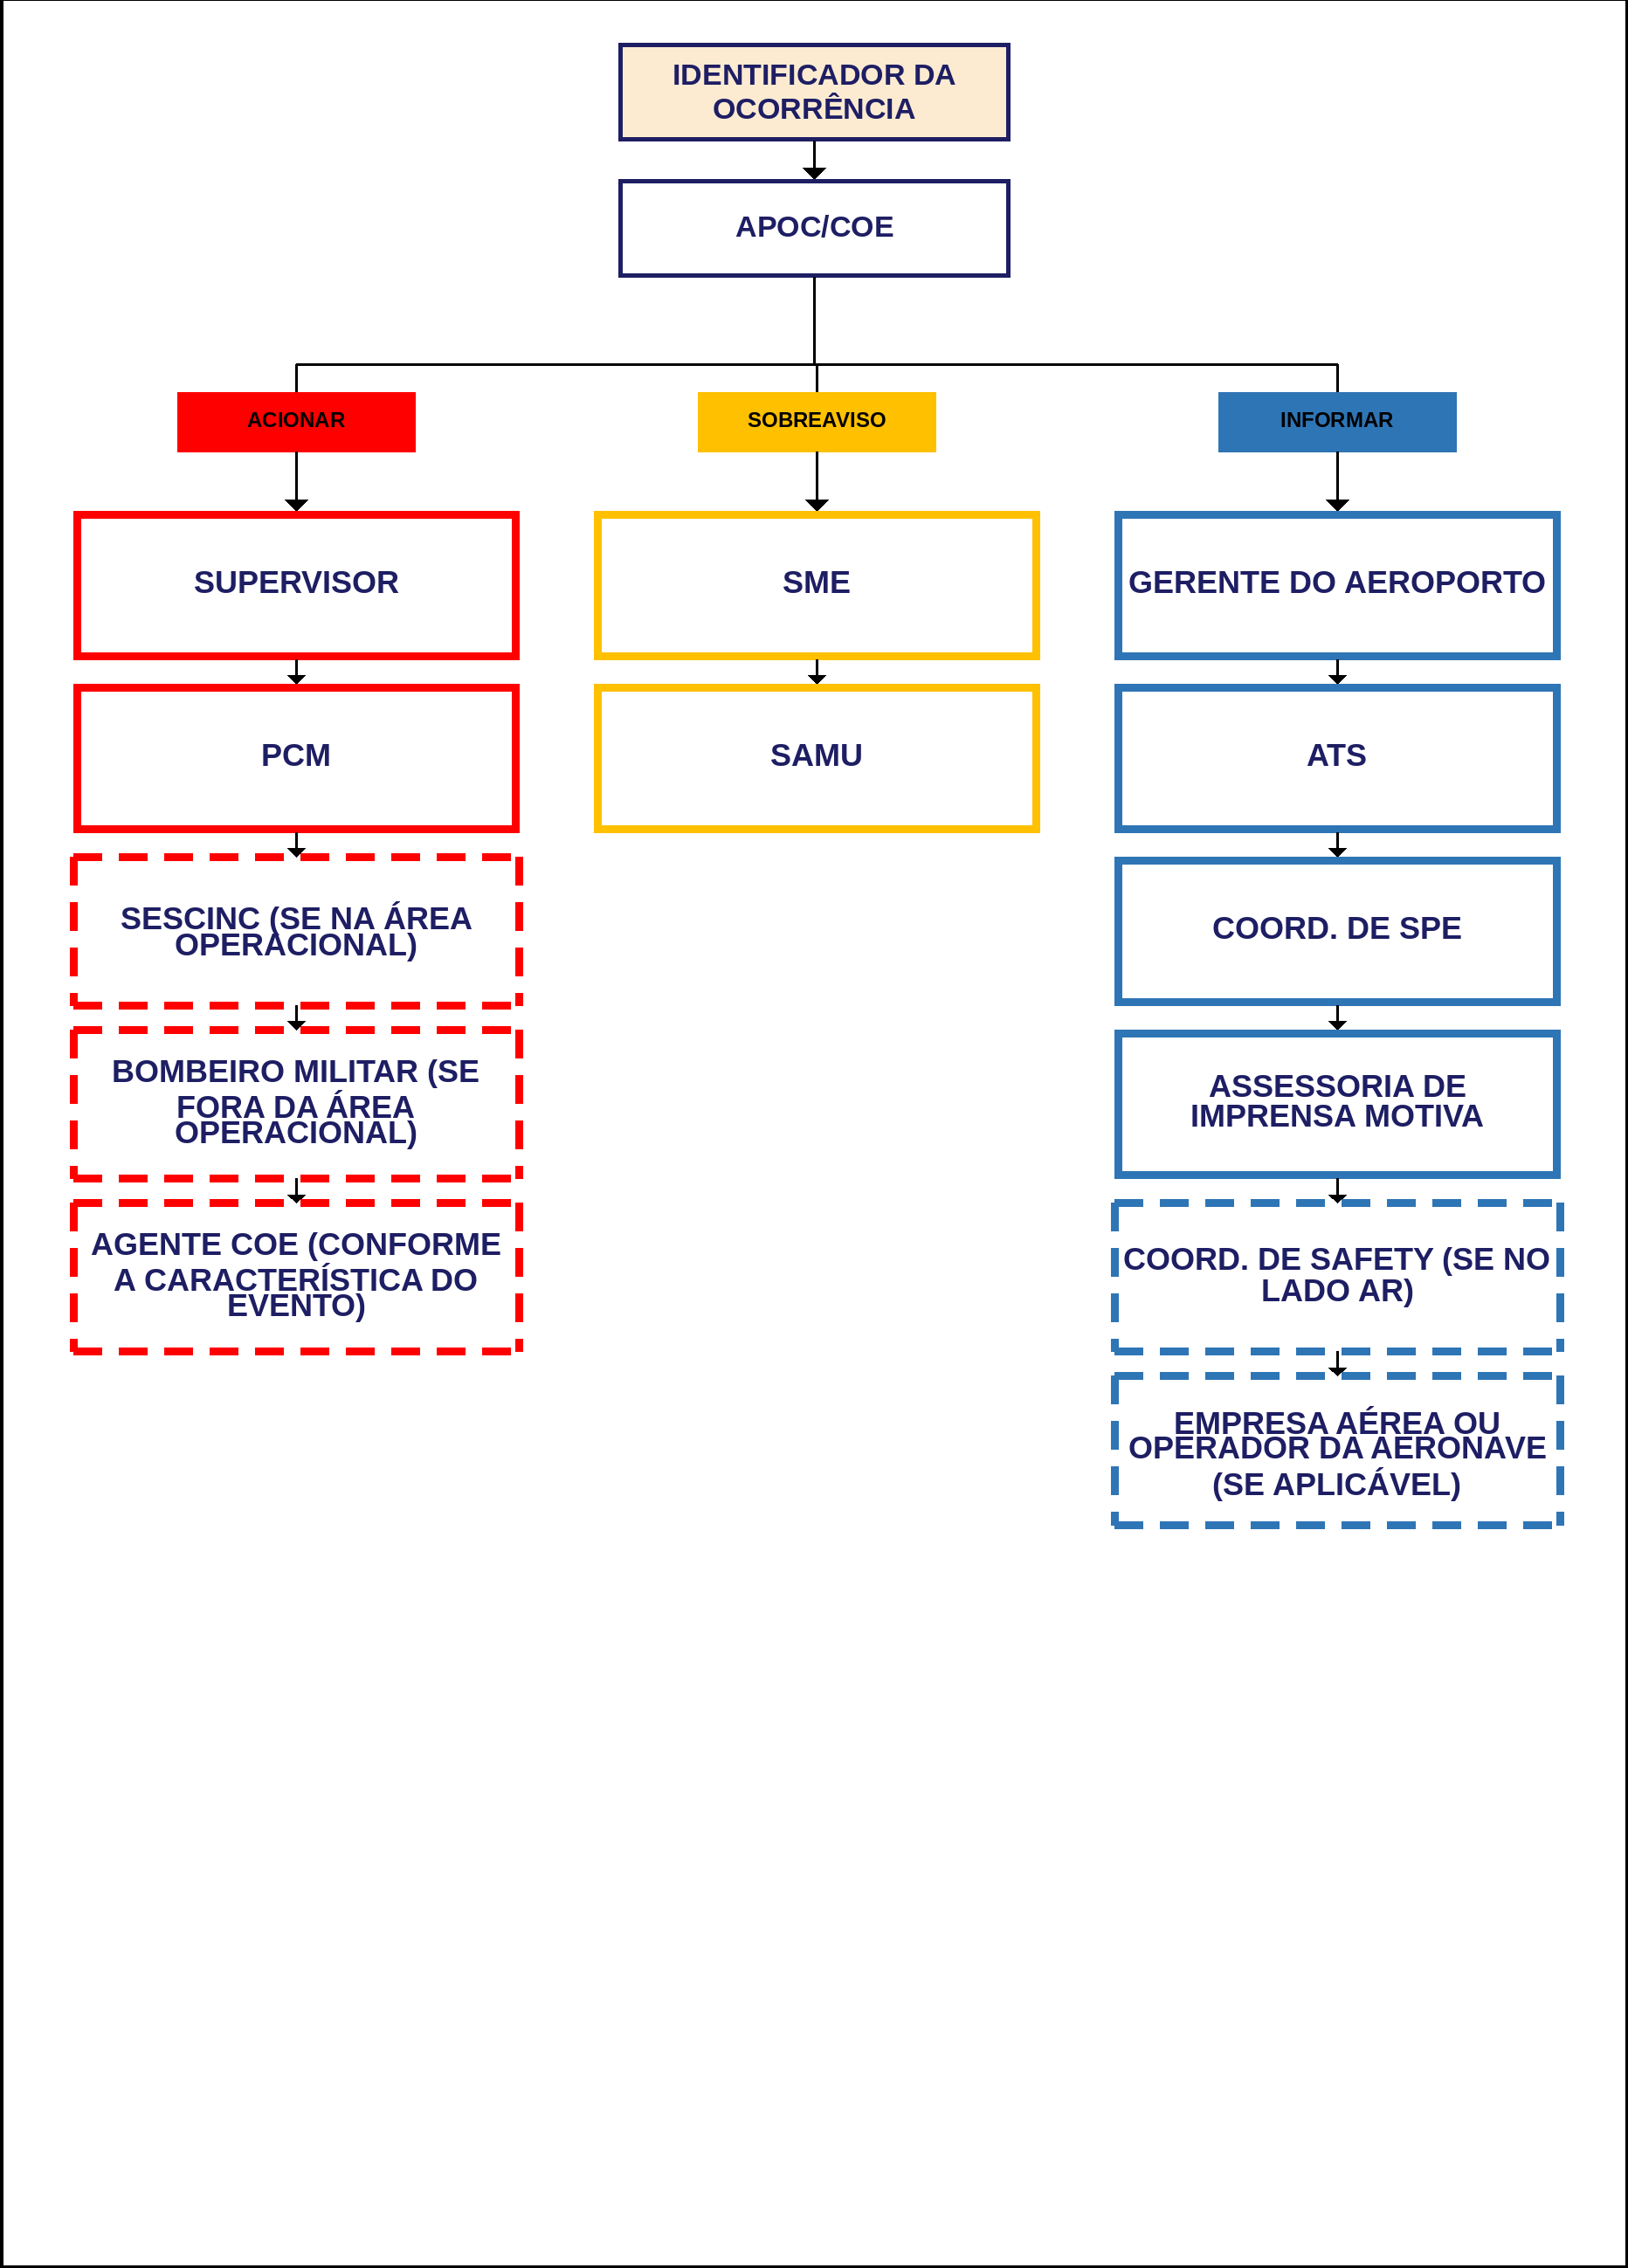 IDENTIFICADOR DA
OCORRÊNCIA
APOC/COE
ACIONAR
SOBREAVISO
INFORMAR
SUPERVISOR
PCM
SESCINC (SE NA ÁREA
OPERACIONAL)
BOMBEIRO MILITAR (SE
FORA DA ÁREA
OPERACIONAL)
AGENTE COE (CONFORME
A CARACTERÍSTICA DO
EVENTO)
SME
SAMU
GERENTE DO AEROPORTO
ATS
COORD. DE SPE
ASSESSORIA DE
IMPRENSA MOTIVA
COORD. DE SAFETY (SE NO
LADO AR)
EMPRESA AÉREA OU
OPERADOR DA AERONAVE
(SE APLICÁVEL)